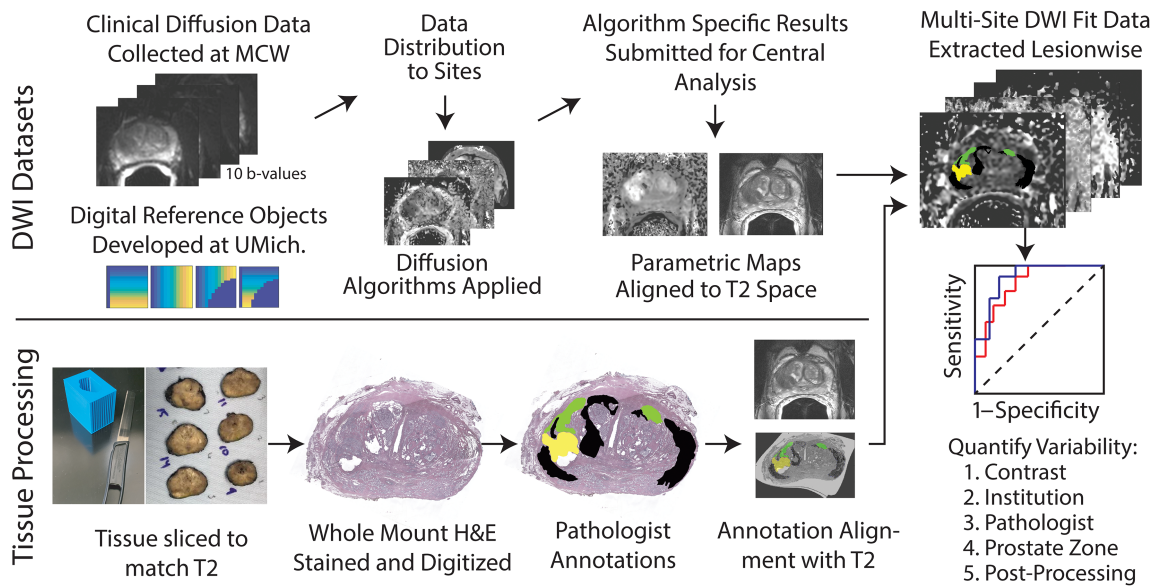 DWI Datasets
Clinical Diffusion Data
Collected at MCW
10 b-values
Digital Reference Objects
Developed at UMich.
Data
Distribution
to Sites
Diffusion
Algorithms Applied
Algorithm Specific Results
Submitted for Central
Analysis
Parametric Maps
Aligned to T2 Space
Multi-Site DWI Fit Data
Extracted Lesionwise
Sensitivity
1–Specificity
Quantify Variability:
1. Contrast
2. Institution
3. Pathologist
4. Prostate Zone
5. Post-Processing
Tissue Processing
Tissue sliced to
match T2
Whole Mount H&E
Stained and Digitized
Pathologist
Annotations
Annotation Align-
ment with T2